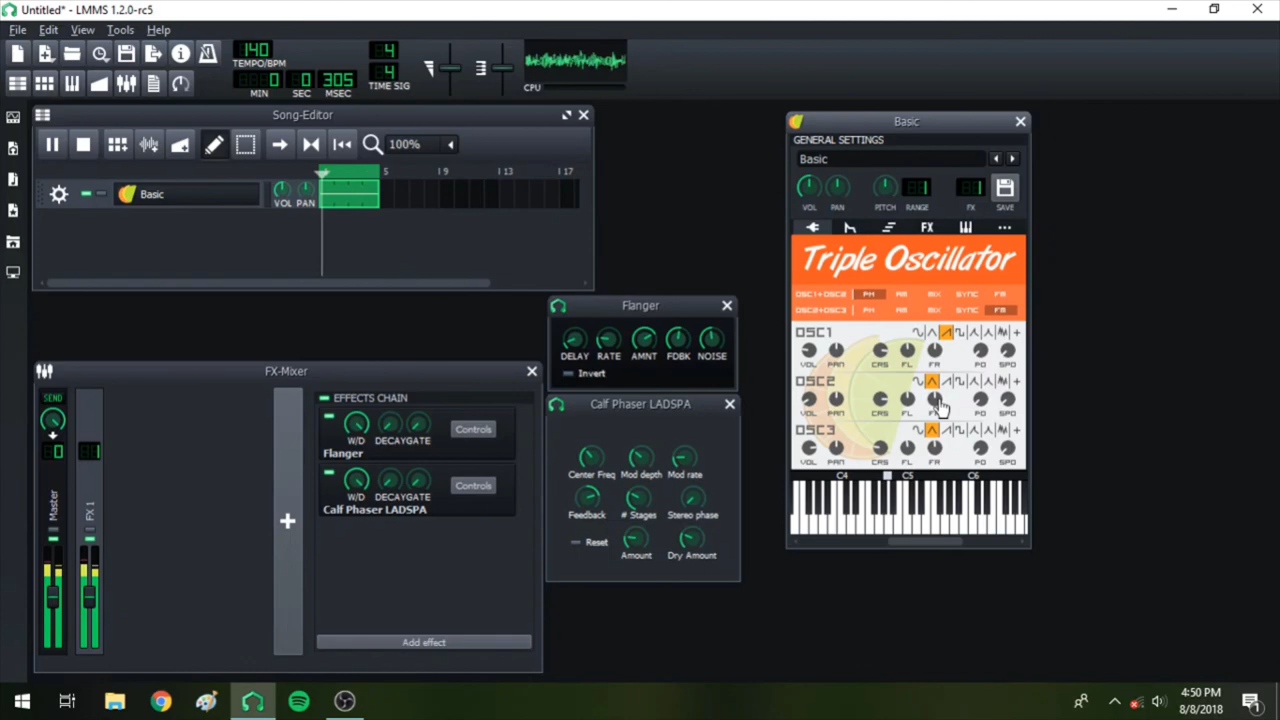 Untitled* - LMMS 1.2.0-rc5
File Edit View Tools
140
TEMPO/BPM
0 0 305
MIN SEC MSEC
4
4
TIME SIG
CPU
Song-Editor
100%
5 9 13 17
Basic
VOL PAN
Flanger
DELAY RATE AMNT FDBK NOISE
Invert
Calf Phaser LADSPA
Center Freq Mod depth Mod rate
Feedback # Stages Stereo phase
Reset
Amount Dry Amount
FX-Mixer
SEND
0
Master
1
FX 1
EFFECTS CHAIN
W/D DECAY GATE
Controls
Flanger
W/D DECAY GATE
Controls
Calf Phaser LADSPA
Add effect
Basic
GENERAL SETTINGS
Basic
1 1
VOL PAN PITCH RANGE FX SAVE
FX
Triple Oscillator
OSC1+OSC2 PM AM MIX SYNC FM
OSC2+OSC3 PM AM MIX SYNC FM
OSC1
VOL PAN CRS FL FR PO SPO
OSC2
VOL PAN CRS FL PO SPO
OSC3
VOL PAN CRS FL FR PO SPO
C4 C5 C6
4:50 PM
8/8/2018